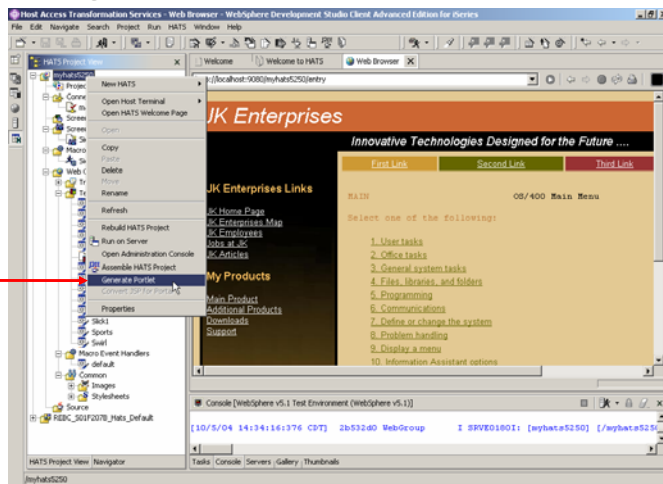 Host Access Transformation Services - Web Browser - WebSphere Development Studio Client Advanced Edition for iSeries
File Edit Navigate Search Project Run HATS Window Help
HATS Project View
Welcome
Welcome to HATS
Web Browser
myhats5250
://localhost:9080/myhats5250/entry
New HATS
Open Host Terminal
Open HATS Welcome Page
Open
Copy
Paste
Delete
Move
Rename
Refresh
Rebuild HATS Project
Run on Server
Open Administration Console
Assemble HATS Project
Generate Portlet
Convert JSP for Portlet
Properties
Slick1
Sports
Swirl
Macro Event Handlers
default
Common
Images
Stylesheets
Source
REBC_S01F207B_Hats_Default
JK Enterprises
Innovative Technologies Designed for the Future ....
First Link
Second Link
Third Link
JK Enterprises Links
JK Home Page
JK Enterprises Map
JK Employees
Jobs at JK
JK Articles
My Products
Main Product
Additional Products
Downloads
Support
MAIN OS/400 Main Menu
Select one of the following:
1. User tasks
2. Office tasks
3. General system tasks
4. Files, libraries, and folders
5. Programming
6. Communications
7. Define or change the system
8. Problem handling
9. Display a menu
10. Information Assistant options
Console [WebSphere v5.1 Test Environment (WebSphere v5.1)]
[10/5/04 14:34:16:376 CDT] 2b532d0 WebGroup I SRVE0180I: [myhats5250] [/myhats525
HATS Project View Navigator
Tasks Console Servers Gallery Thumbnails
/myhats5250